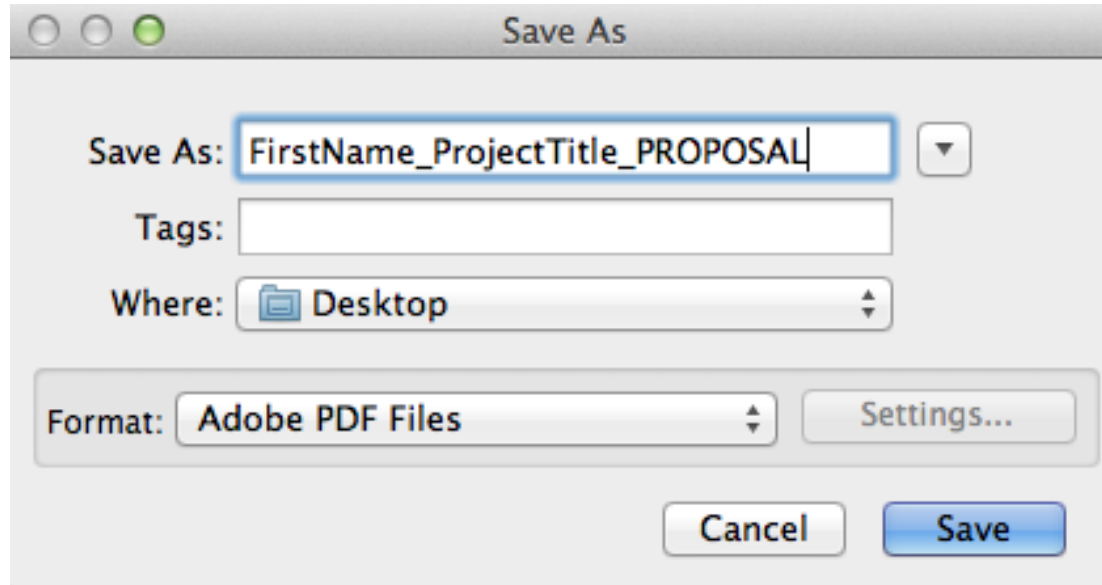 Save As
Save As: FirstName_ProjectTitle_PROPOSAL
Tags:
Where: Desktop
Format: Adobe PDF Files Settings...
Cancel Save